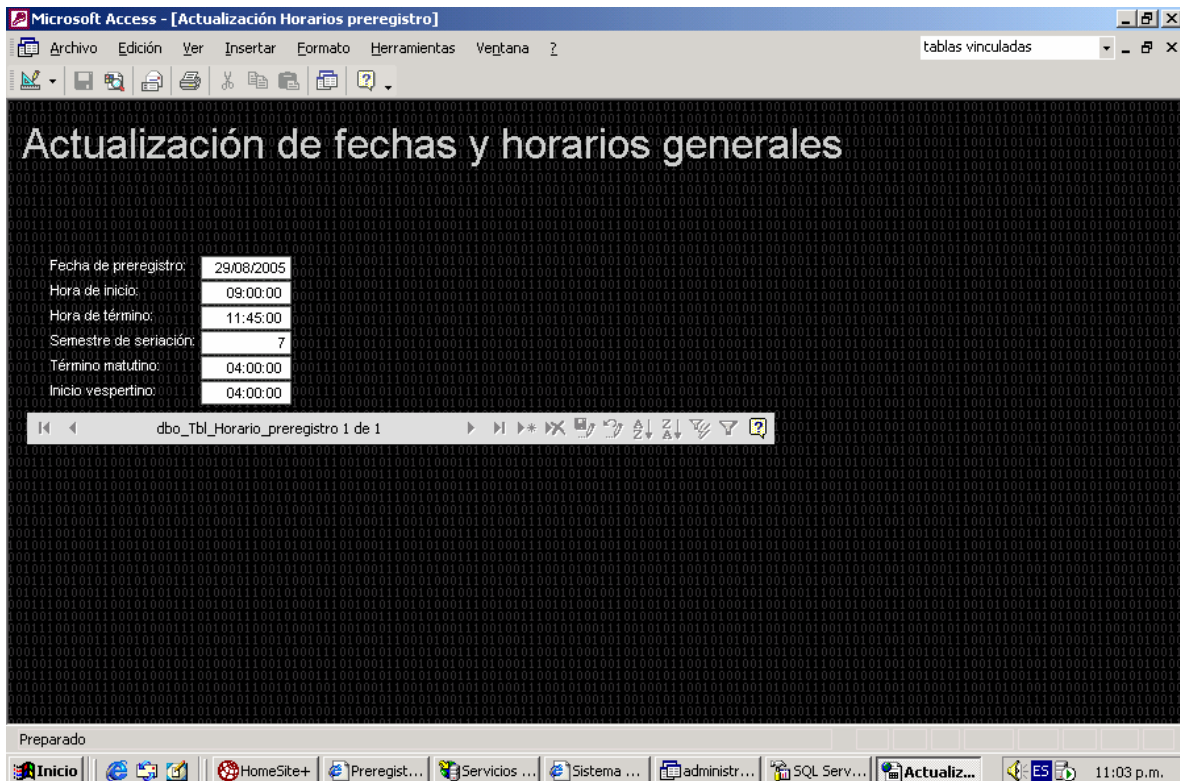 Microsoft Access - [Actualización Horarios preregistro]
Archivo Edición Ver Insertar Formato Herramientas Ventana ? tablas vinculadas
Actualización de fechas y horarios generales
Fecha de preregistro: 29/08/2005
Hora de inicio: 09:00:00
Hora de término: 11:45:00
Semestre de seriación: 7
Término matutino: 04:00:00
Inicio vespertino: 04:00:00
dbo_Tbl_Horario_preregistro 1 de 1
Preparado
Inicio HomeSite+ Preregist... Servicios ... Sistema ... administr... SQL Serv... Actualiz... ES 11:03 p.m.